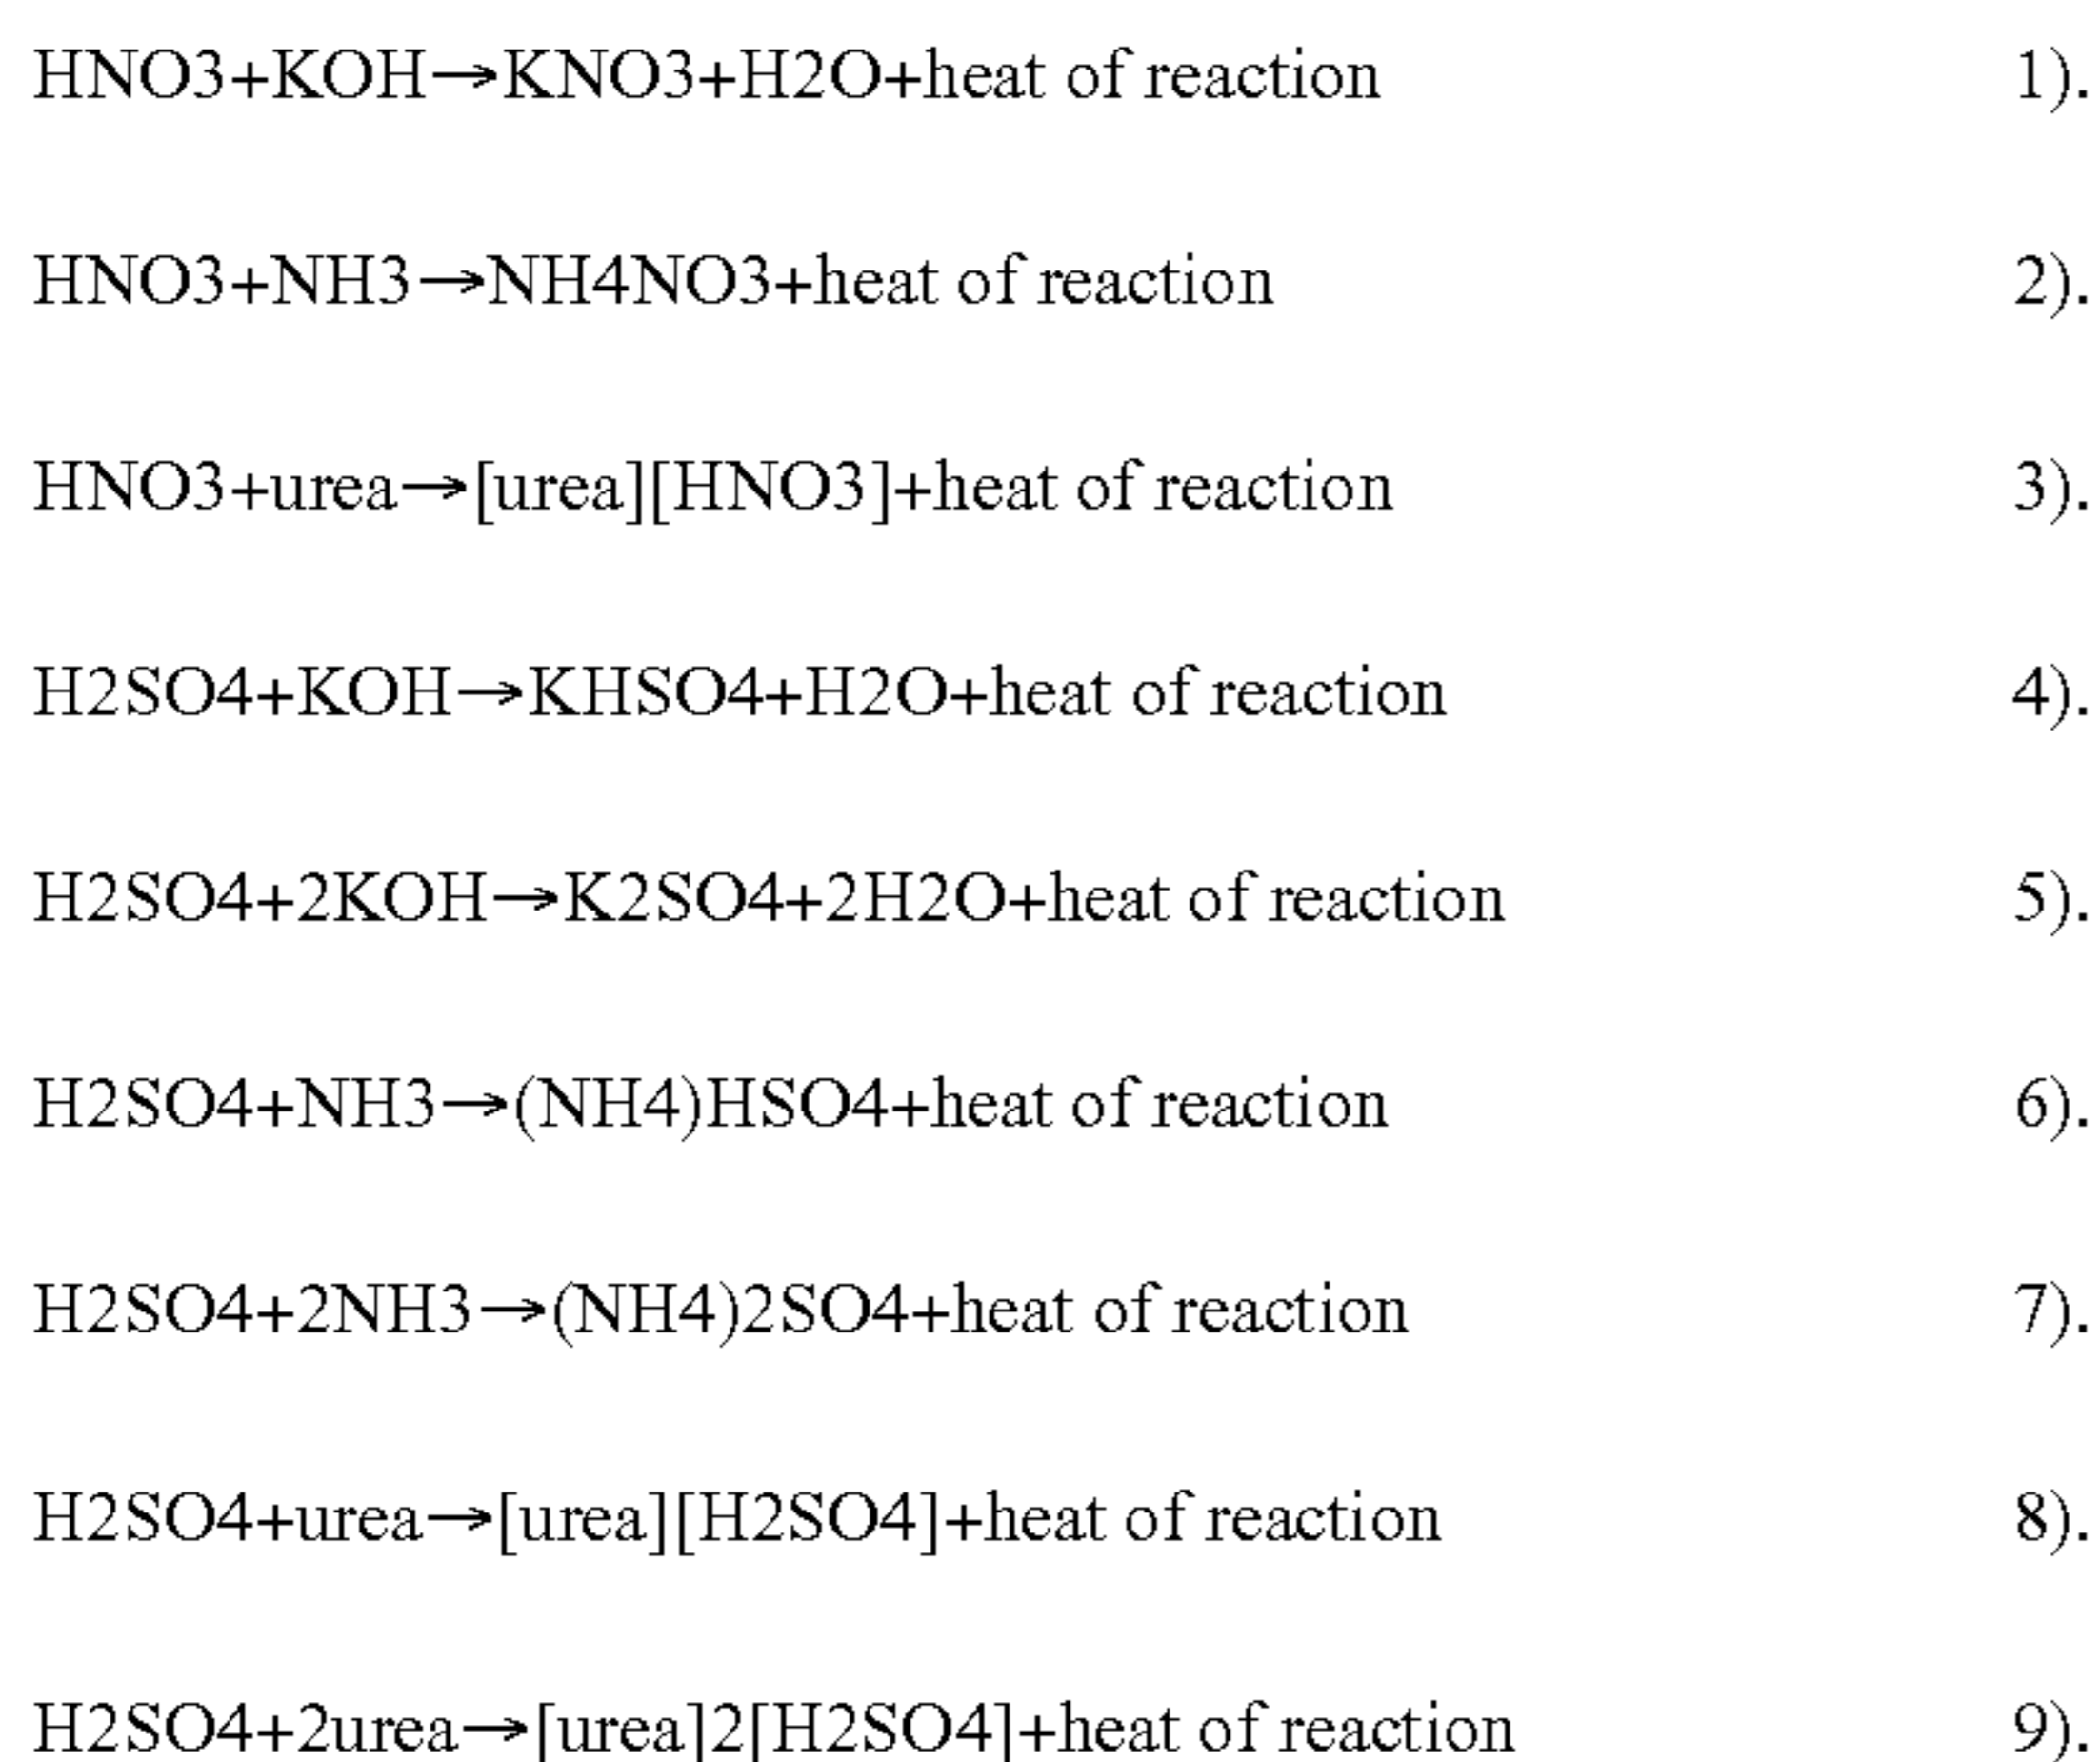 HNO3+KOH→KNO3+H2O+heat of reaction 1).
HNO3+NH3→NH4NO3+heat of reaction 2).
HNO3+urea→[urea][HNO3]+heat of reaction 3).
H2SO4+KOH→KHSO4+H2O+heat of reaction 4).
H2SO4+2KOH→K2SO4+2H2O+heat of reaction 5).
H2SO4+NH3→(NH4)HSO4+heat of reaction 6).
H2SO4+2NH3→(NH4)2SO4+heat of reaction 7).
H2SO4+urea→[urea][H2SO4]+heat of reaction 8).
H2SO4+2urea→[urea]2[H2SO4]+heat of reaction 9).